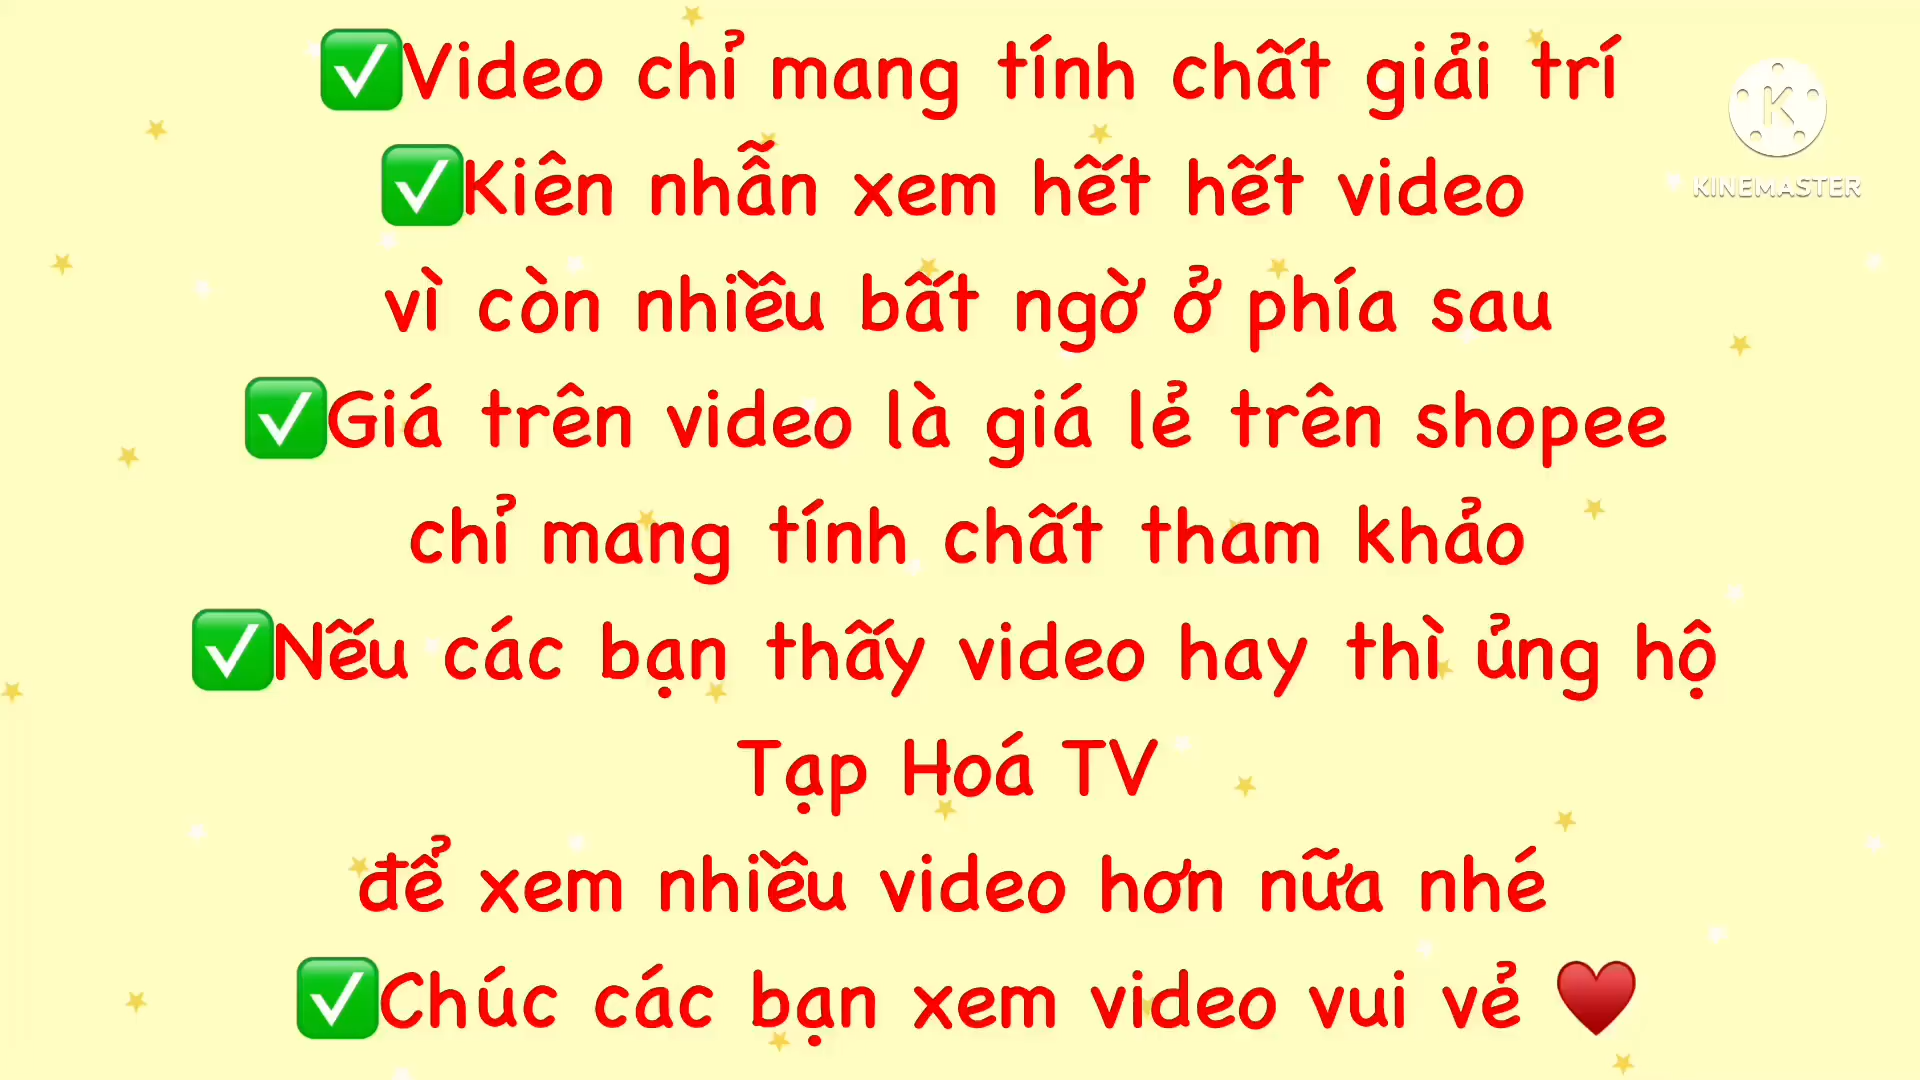 ✅Video chỉ mang tính chất giải trí
✅Kiên nhẫn xem hết hết video
vì còn nhiều bất ngờ ở phía sau
✅Giá trên video là giá lẻ trên shopee
chỉ mang tính chất tham khảo
✅Nếu các bạn thấy video hay thì ủng hộ
Tạp Hoá TV
để xem nhiều video hơn nữa nhé
✅Chúc các bạn xem video vui vẻ ♥️
K
KINEMASTER